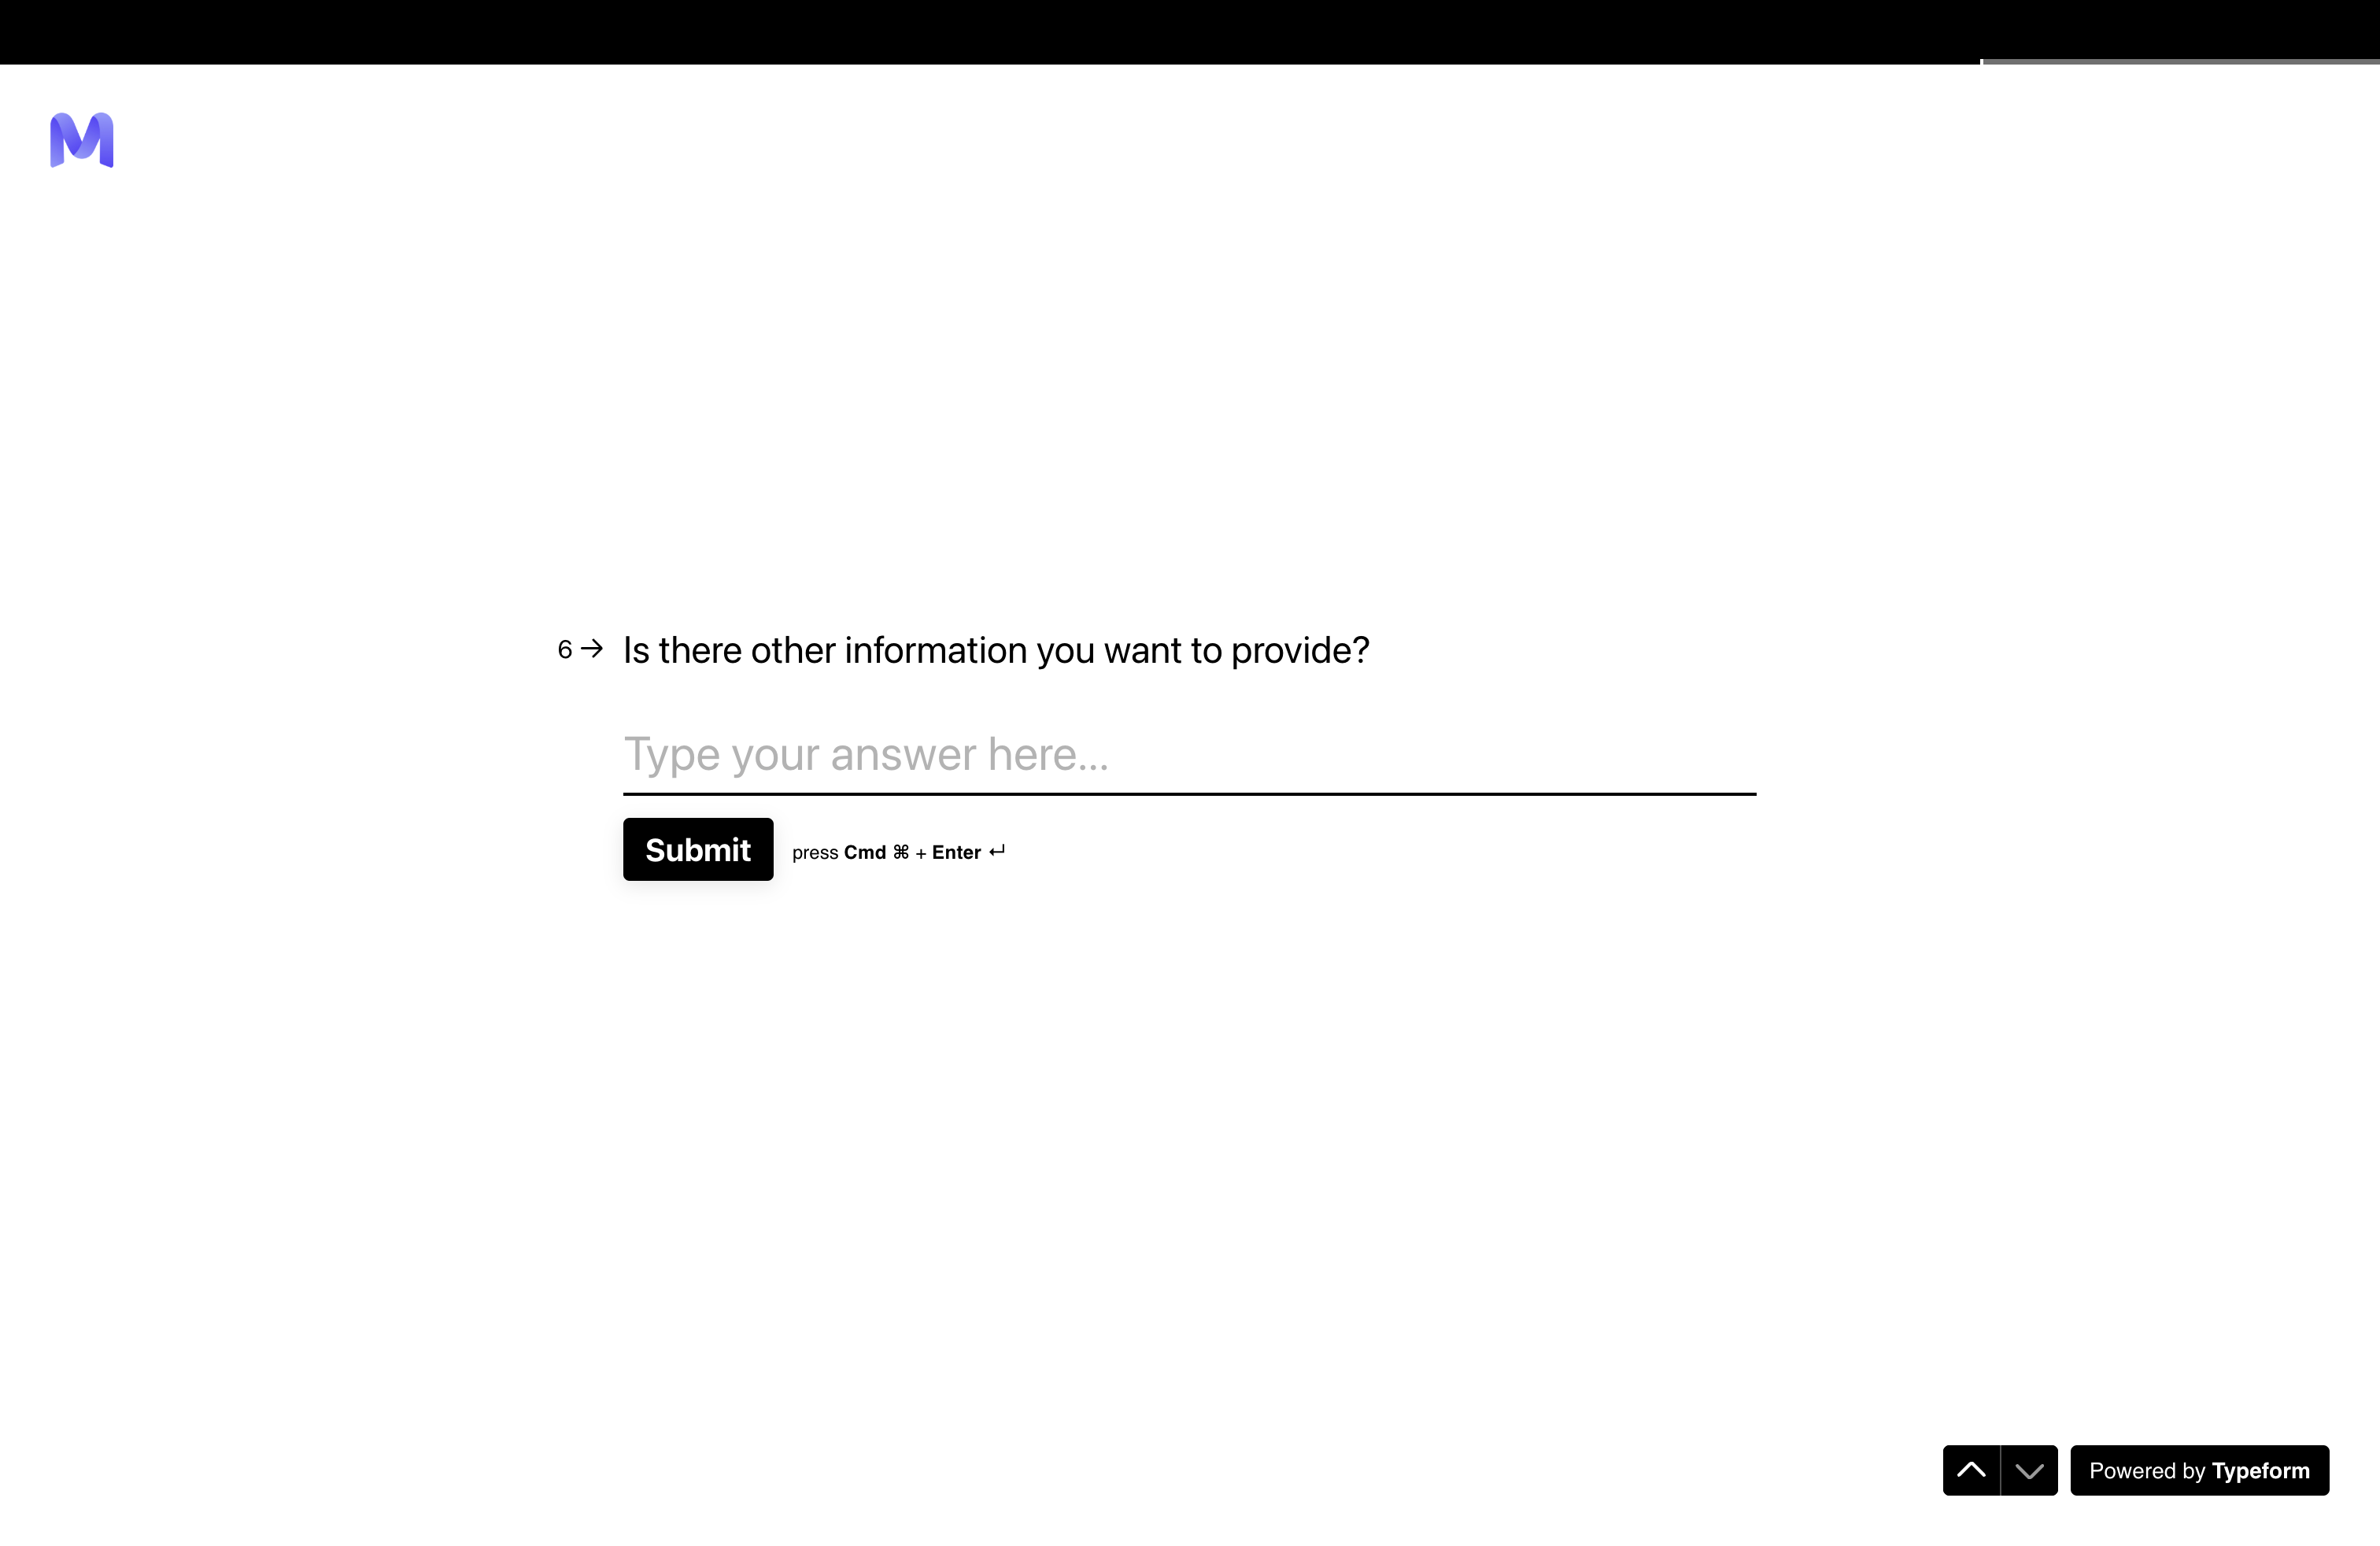 6→ Is there other information you want to provide?
Type your answer here...
Submit press Cmd ⌘ + Enter ↵
Powered by Typeform